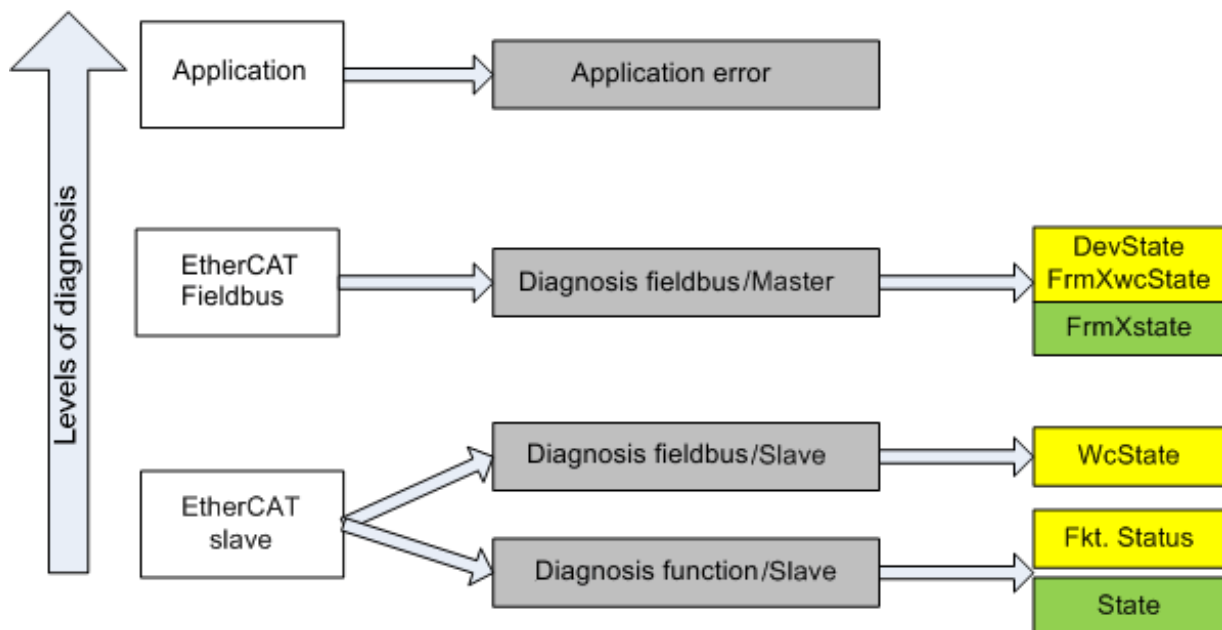 Levels of diagnosis
Application
Application error
EtherCAT
Fieldbus
Diagnosis fieldbus/Master
DevState
FrmXwcState
FrmXstate
EtherCAT
slave
Diagnosis fieldbus/Slave
WcState
Diagnosis function/Slave
Fkt. Status
State